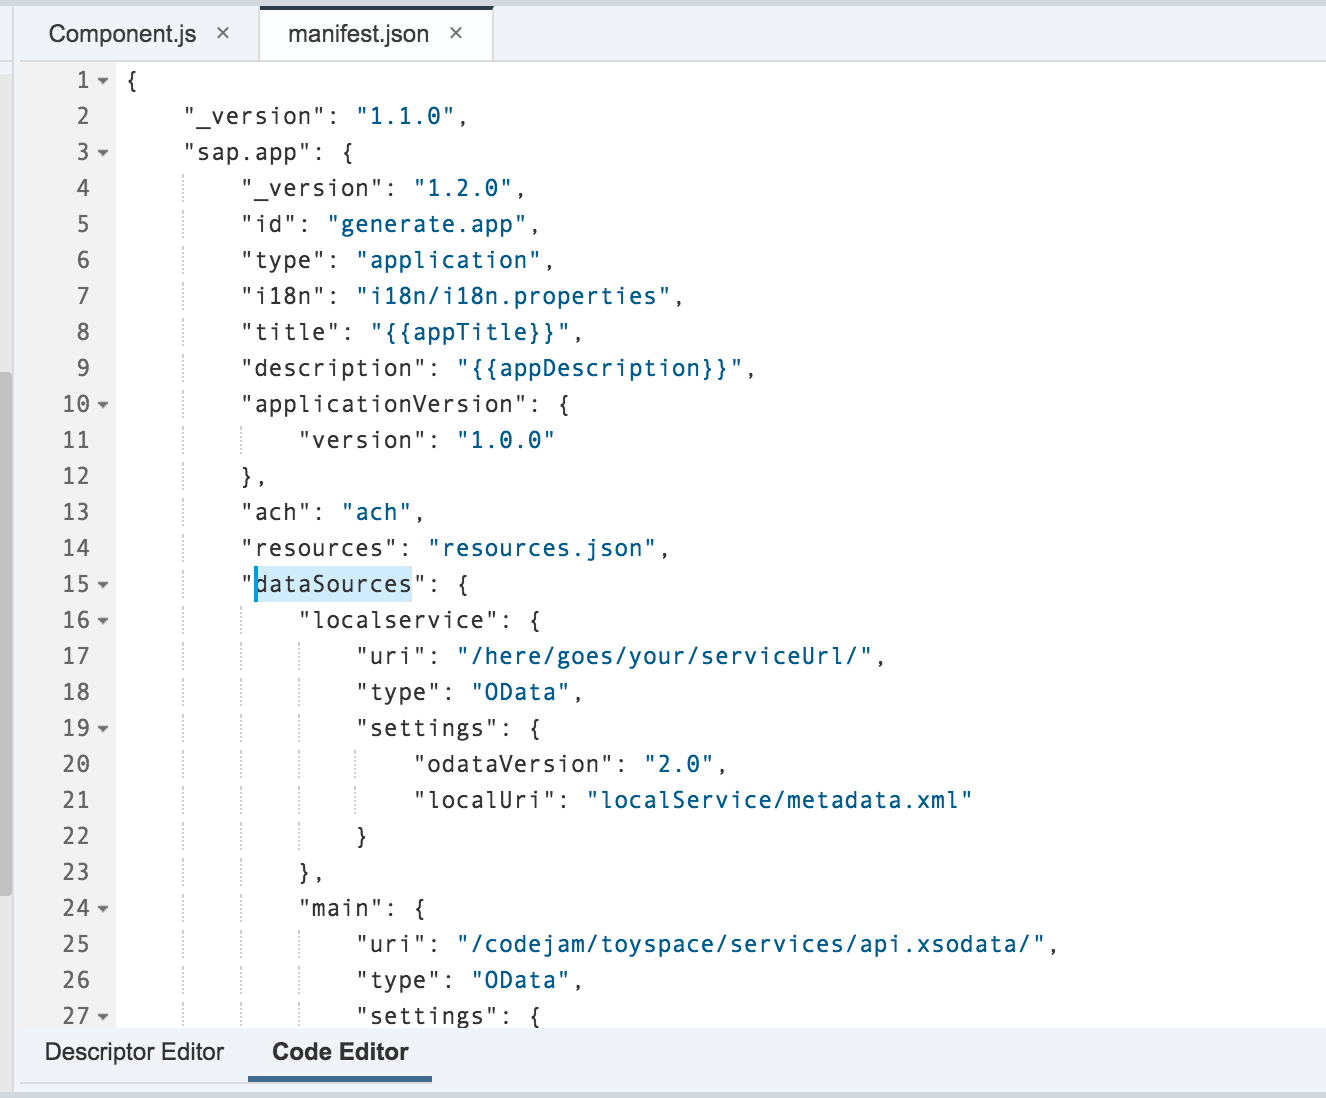 Component.js × manifest.json ×
1 {
2 "_version": "1.1.0",
3 "sap.app": {
4 "_version": "1.2.0",
5 "id": "generate.app",
6 "type": "application",
7 "i18n": "i18n/i18n.properties",
8 "title": "{{appTitle}}",
9 "description": "{{appDescription}}",
10 "applicationVersion": {
11 "version": "1.0.0"
12 },
13 "ach": "ach",
14 "resources": "resources.json",
15 "dataSources": {
16 "localservice": {
17 "uri": "/here/goes/your/serviceUrl/",
18 "type": "OData",
19 "settings": {
20 "odataVersion": "2.0",
21 "localUri": "localService/metadata.xml"
22 }
23 },
24 "main": {
25 "uri": "/codejam/toyspace/services/api.xsodata/",
26 "type": "OData",
27 "settings": {
Descriptor Editor Code Editor